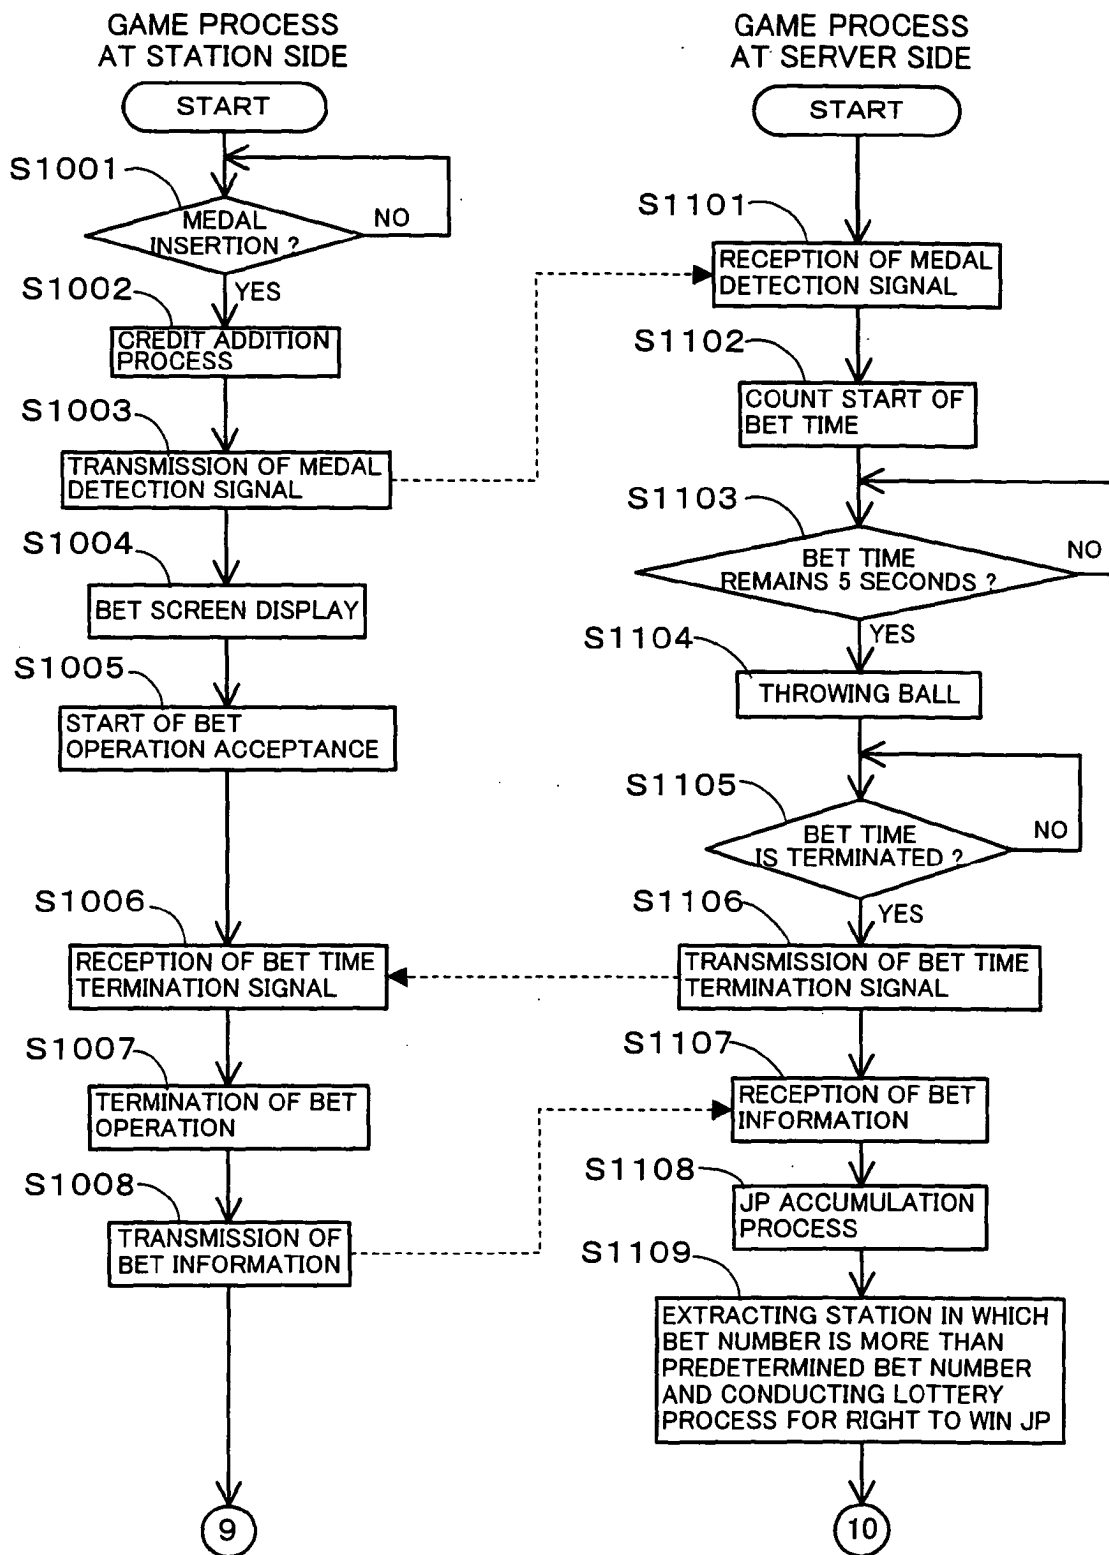 GAME PROCESS
AT STATION SIDE
START
S1001
MEDAL
INSERTION ?
NO
YES
S1002
CREDIT ADDITION
PROCESS
S1003
TRANSMISSION OF MEDAL
DETECTION SIGNAL
S1004
BET SCREEN DISPLAY
S1005
START OF BET
OPERATION ACCEPTANCE
S1006
RECEPTION OF BET TIME
TERMINATION SIGNAL
S1007
TERMINATION OF BET
OPERATION
S1008
TRANSMISSION OF
BET INFORMATION
9
GAME PROCESS
AT SERVER SIDE
START
S1101
RECEPTION OF MEDAL
DETECTION SIGNAL
S1102
COUNT START OF
BET TIME
S1103
BET TIME
REMAINS 5 SECONDS ?
NO
YES
S1104
THROWING BALL
S1105
BET TIME
IS TERMINATED ?
NO
YES
S1106
TRANSMISSION OF BET TIME
TERMINATION SIGNAL
S1107
RECEPTION OF BET
INFORMATION
S1108
JP ACCUMULATION
PROCESS
S1109
EXTRACTING STATION IN WHICH
BET NUMBER IS MORE THAN
PREDETERMINED BET NUMBER
AND CONDUCTING LOTTERY
PROCESS FOR RIGHT TO WIN JP
10